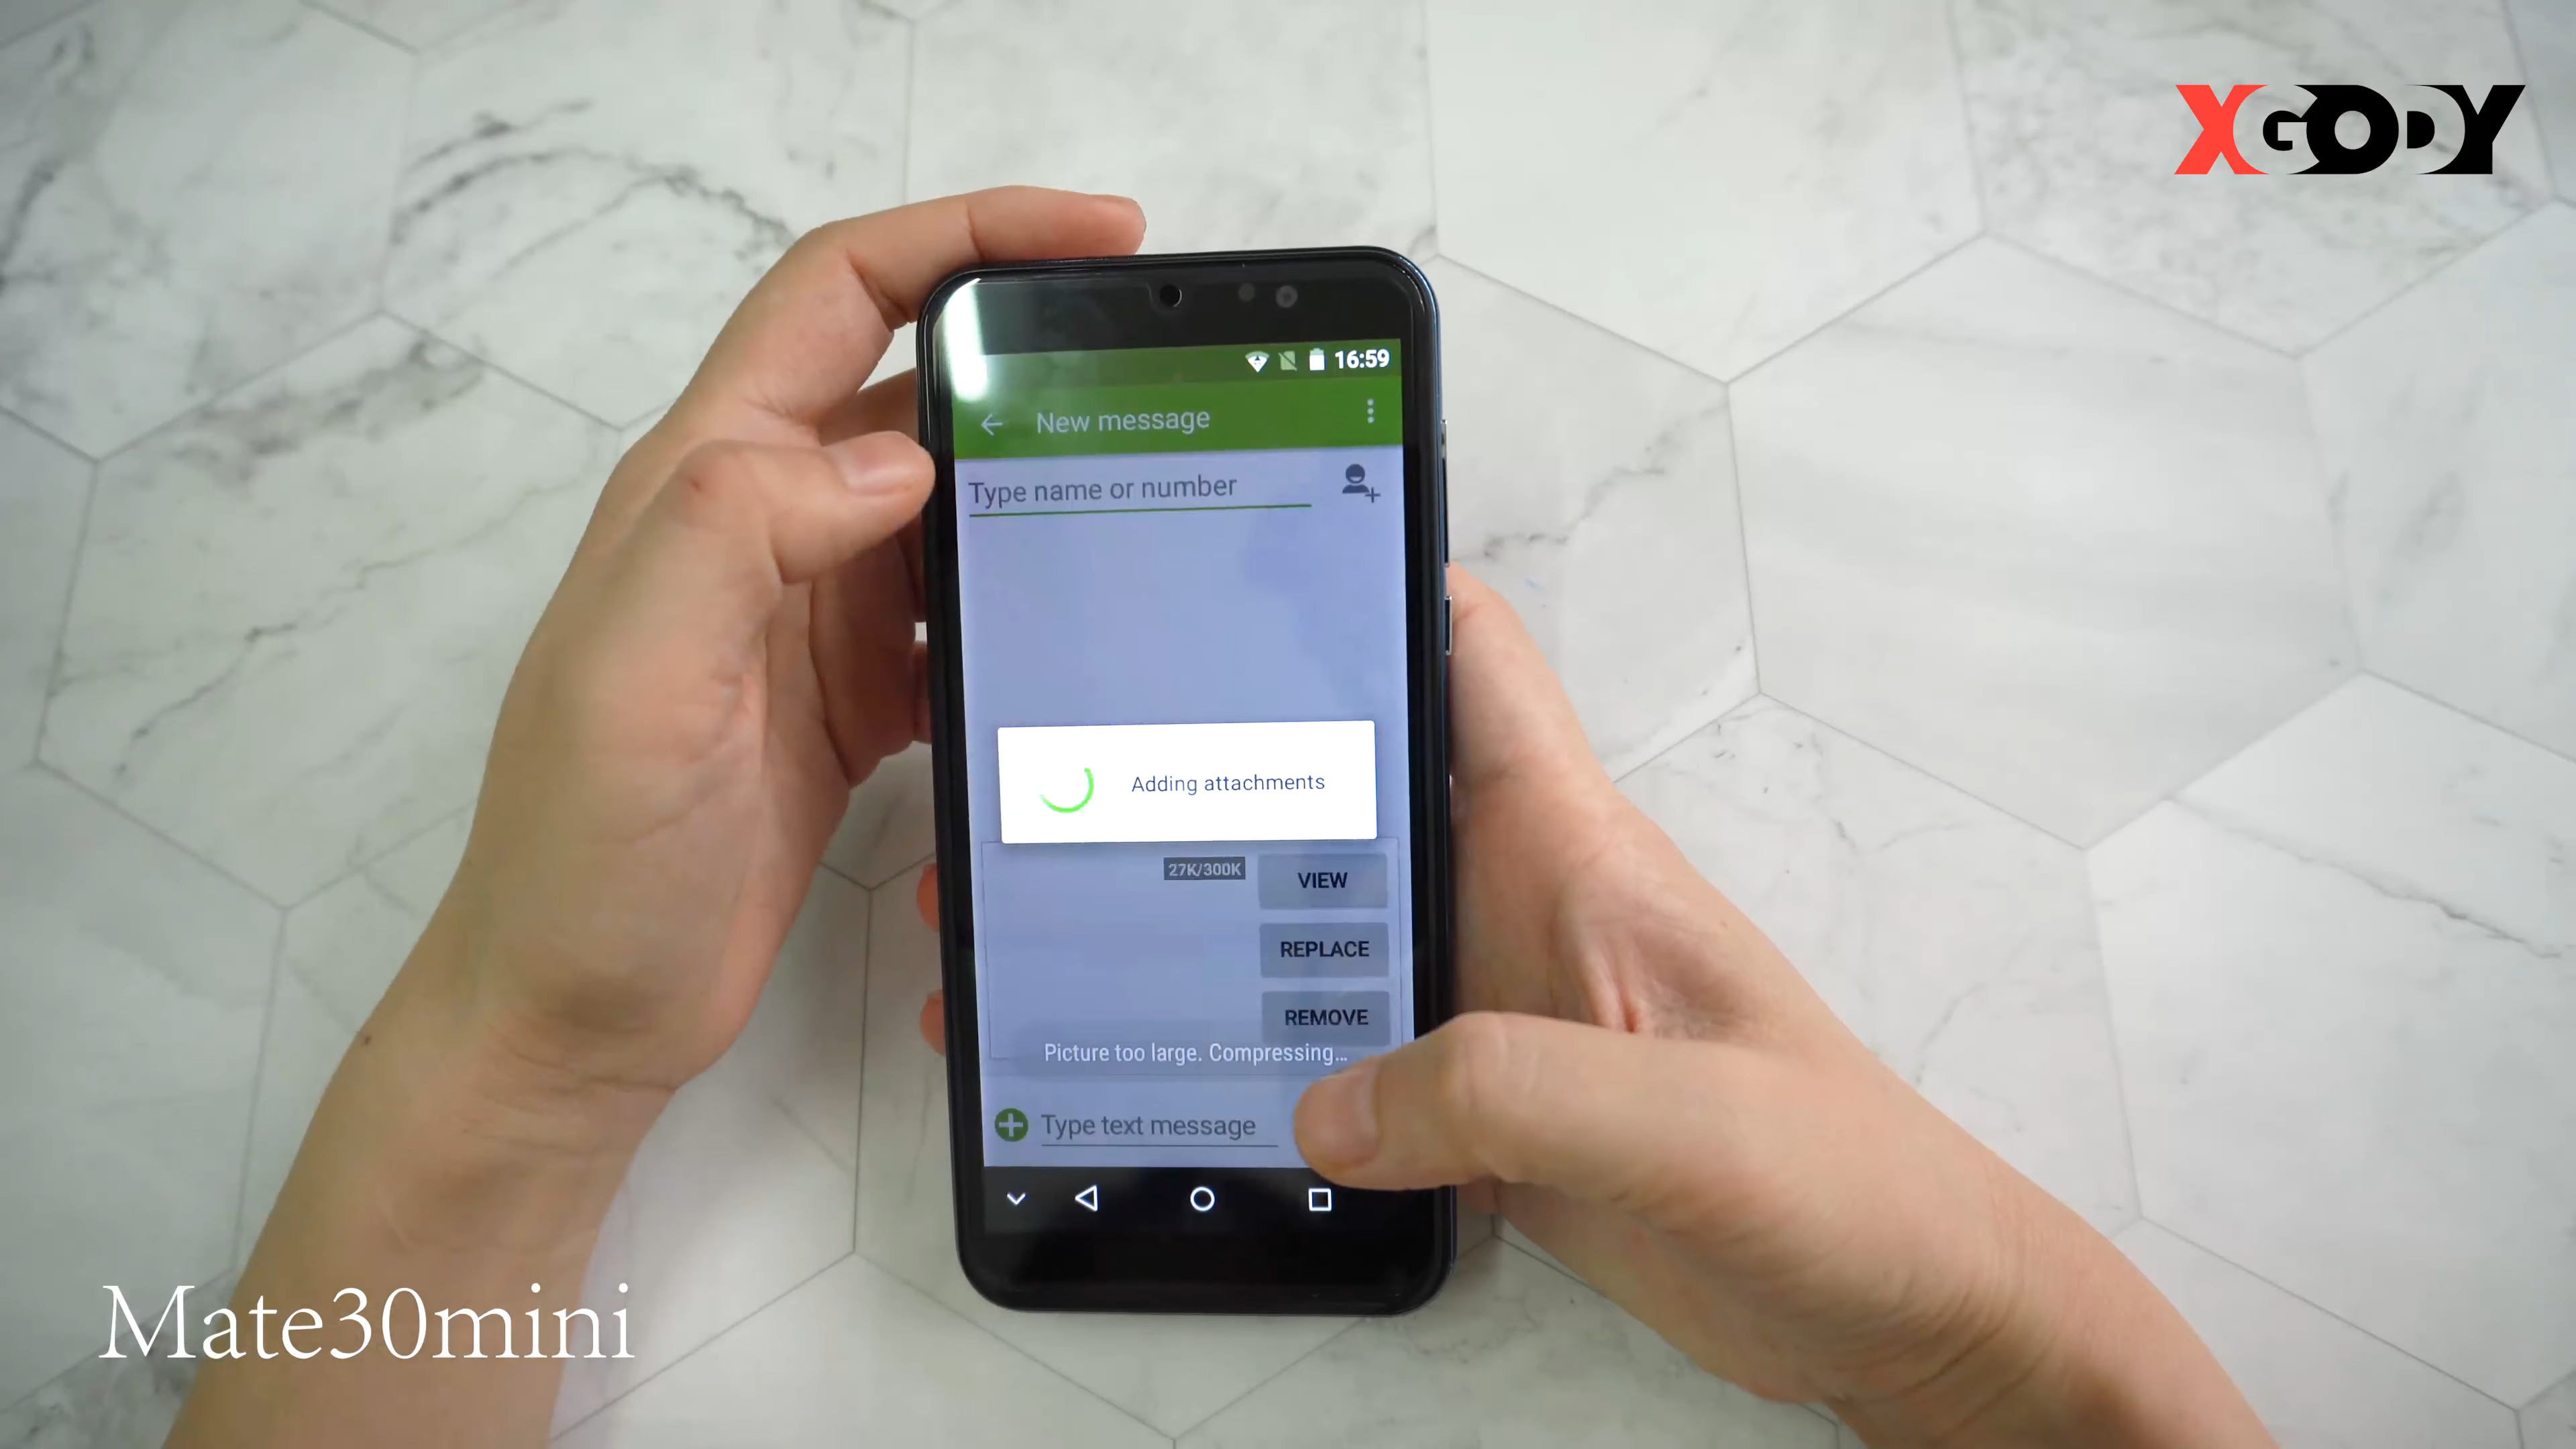 XGODY
16:59
New message
Type name or number
Adding attachments
27K/300K
VIEW
REPLACE
REMOVE
Picture too large. Compressing...
Type text message
Mate30mini